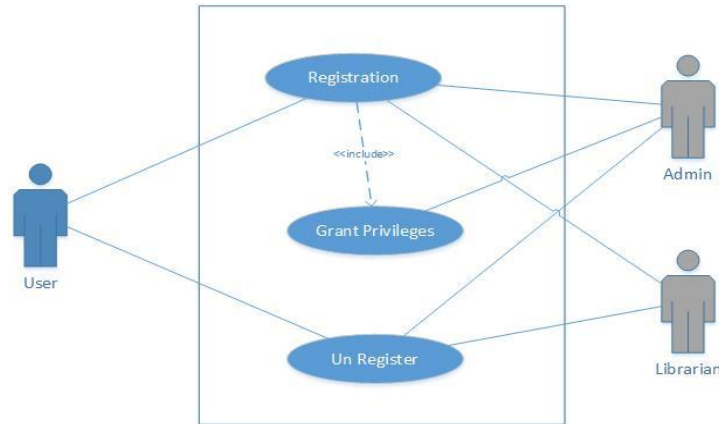 Registration
<<include>>
Admin
Grant Privileges
User
Un Register
Librarian